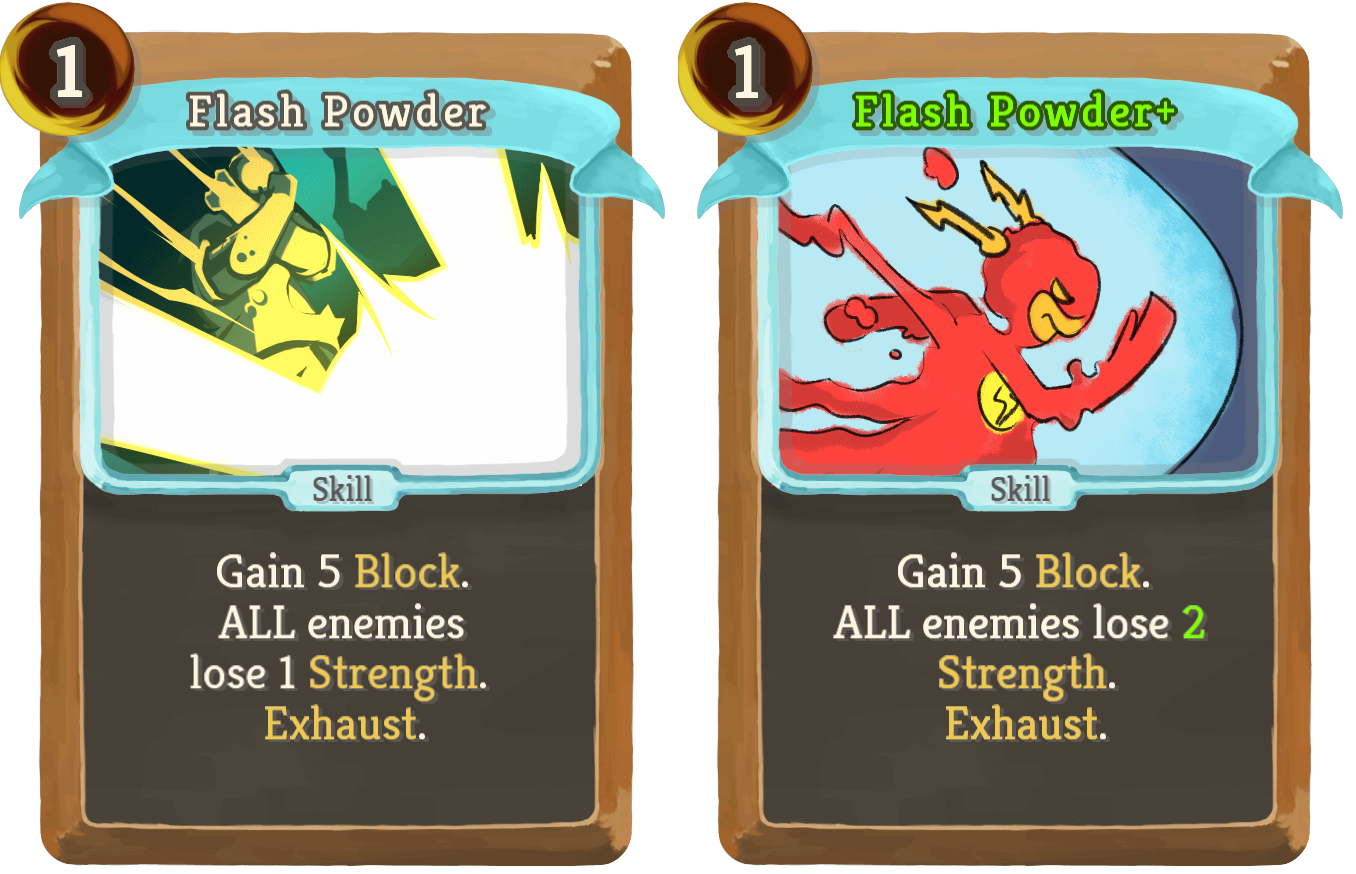 1
Flash Powder
Skill
Gain 5 Block.
ALL enemies
lose 1 Strength.
Exhaust.
1
Flash Powder+
Skill
Gain 5 Block.
ALL enemies lose 2
Strength.
Exhaust.